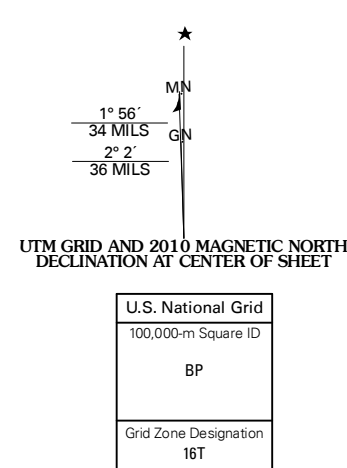 ★
MN
1° 56´
34 MILS
GN
2° 2´
36 MILS
UTM GRID AND 2010 MAGNETIC NORTH
DECLINATION AT CENTER OF SHEET
U.S. National Grid
100,000-m Square ID
BP
Grid Zone Designation
16T